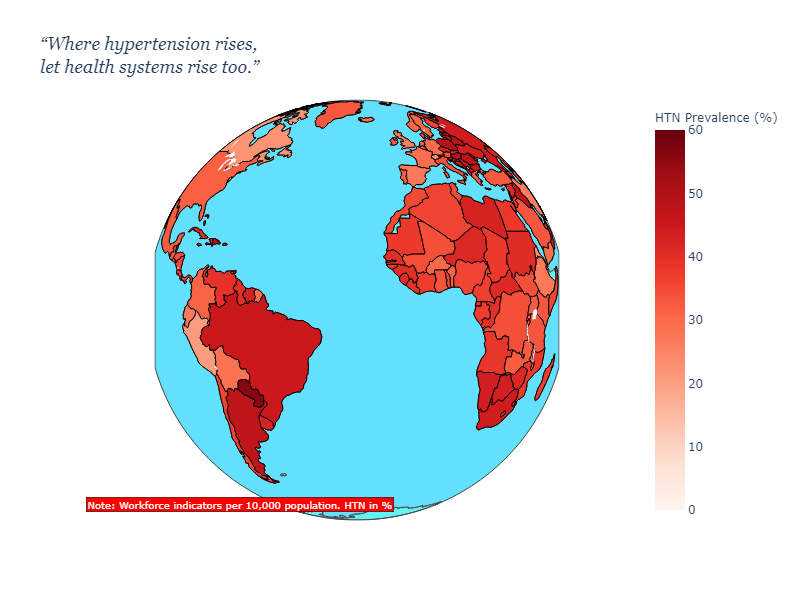 “Where hypertension rises,
let health systems rise too.”
HTN Prevalence (%)
60
50
40
30
20
10
0
Note: Workforce indicators per 10,000 population. HTN in %